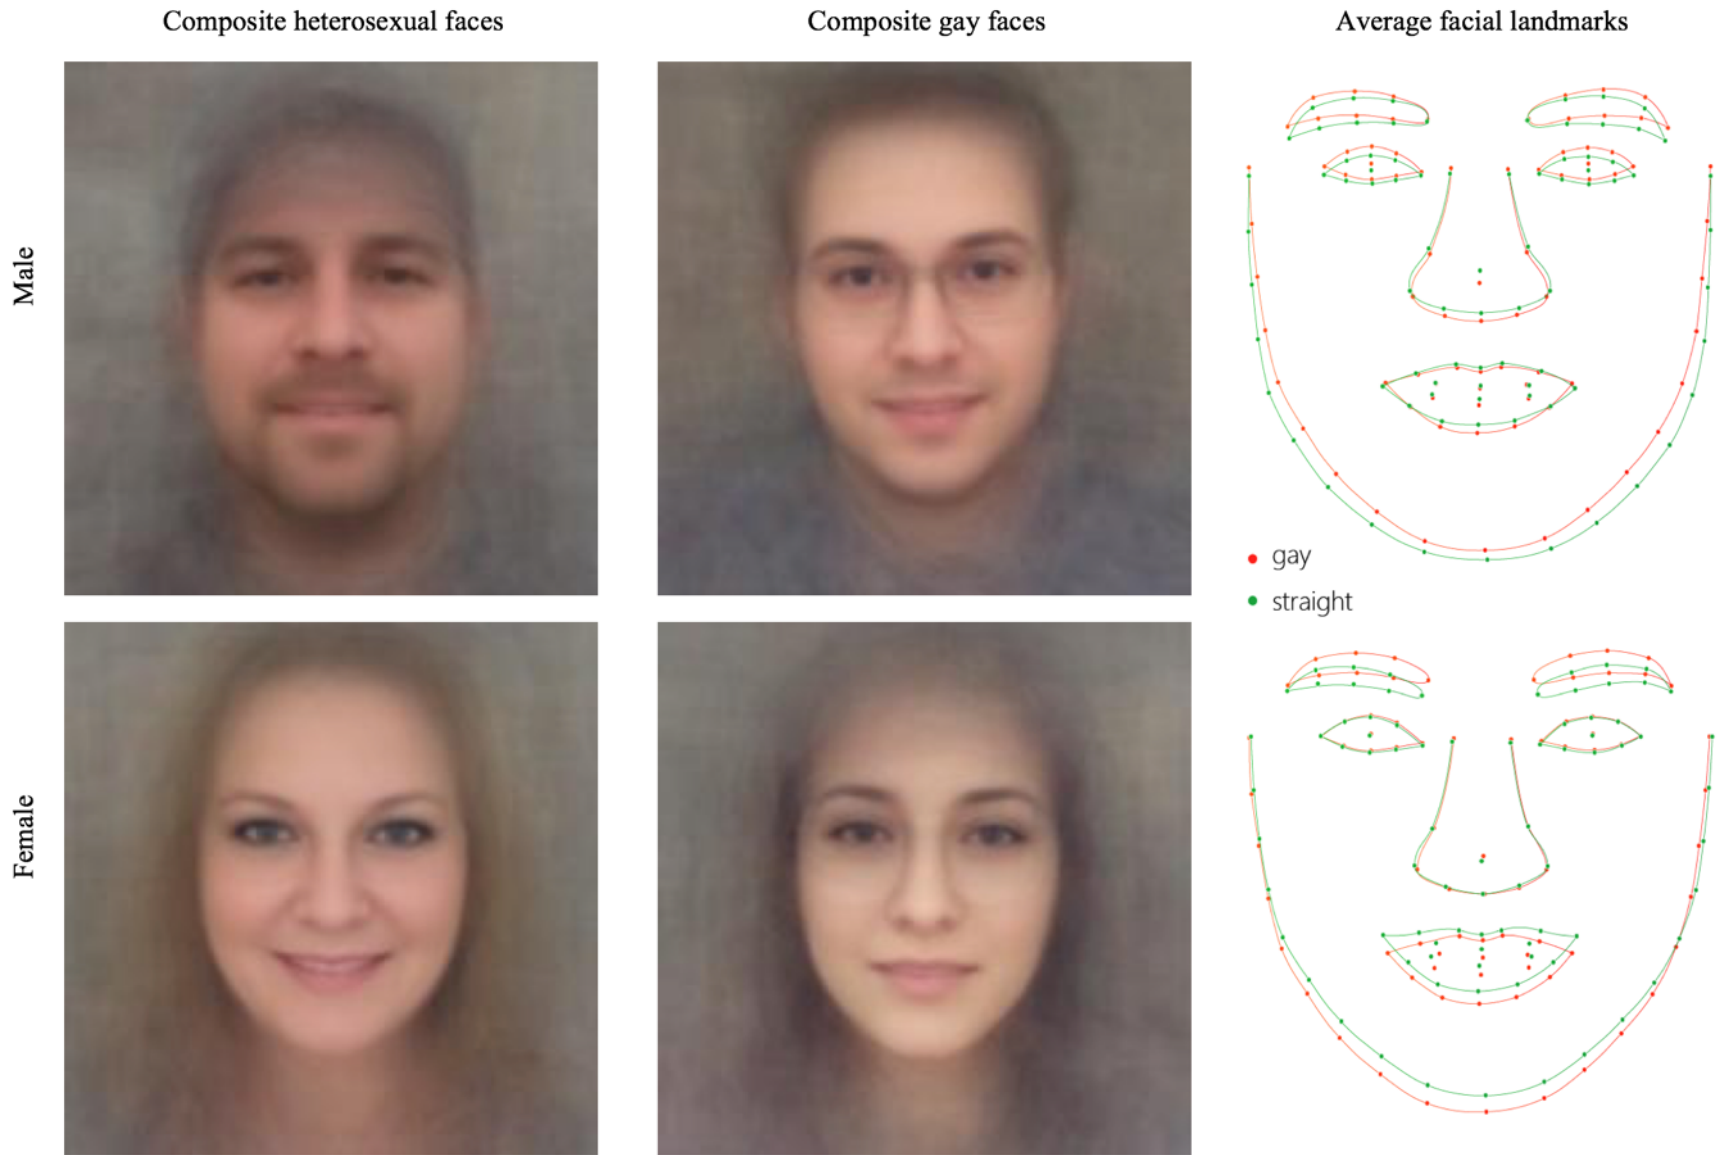 Composite heterosexual faces
Composite gay faces
Average facial landmarks
Male
gay
straight
Female